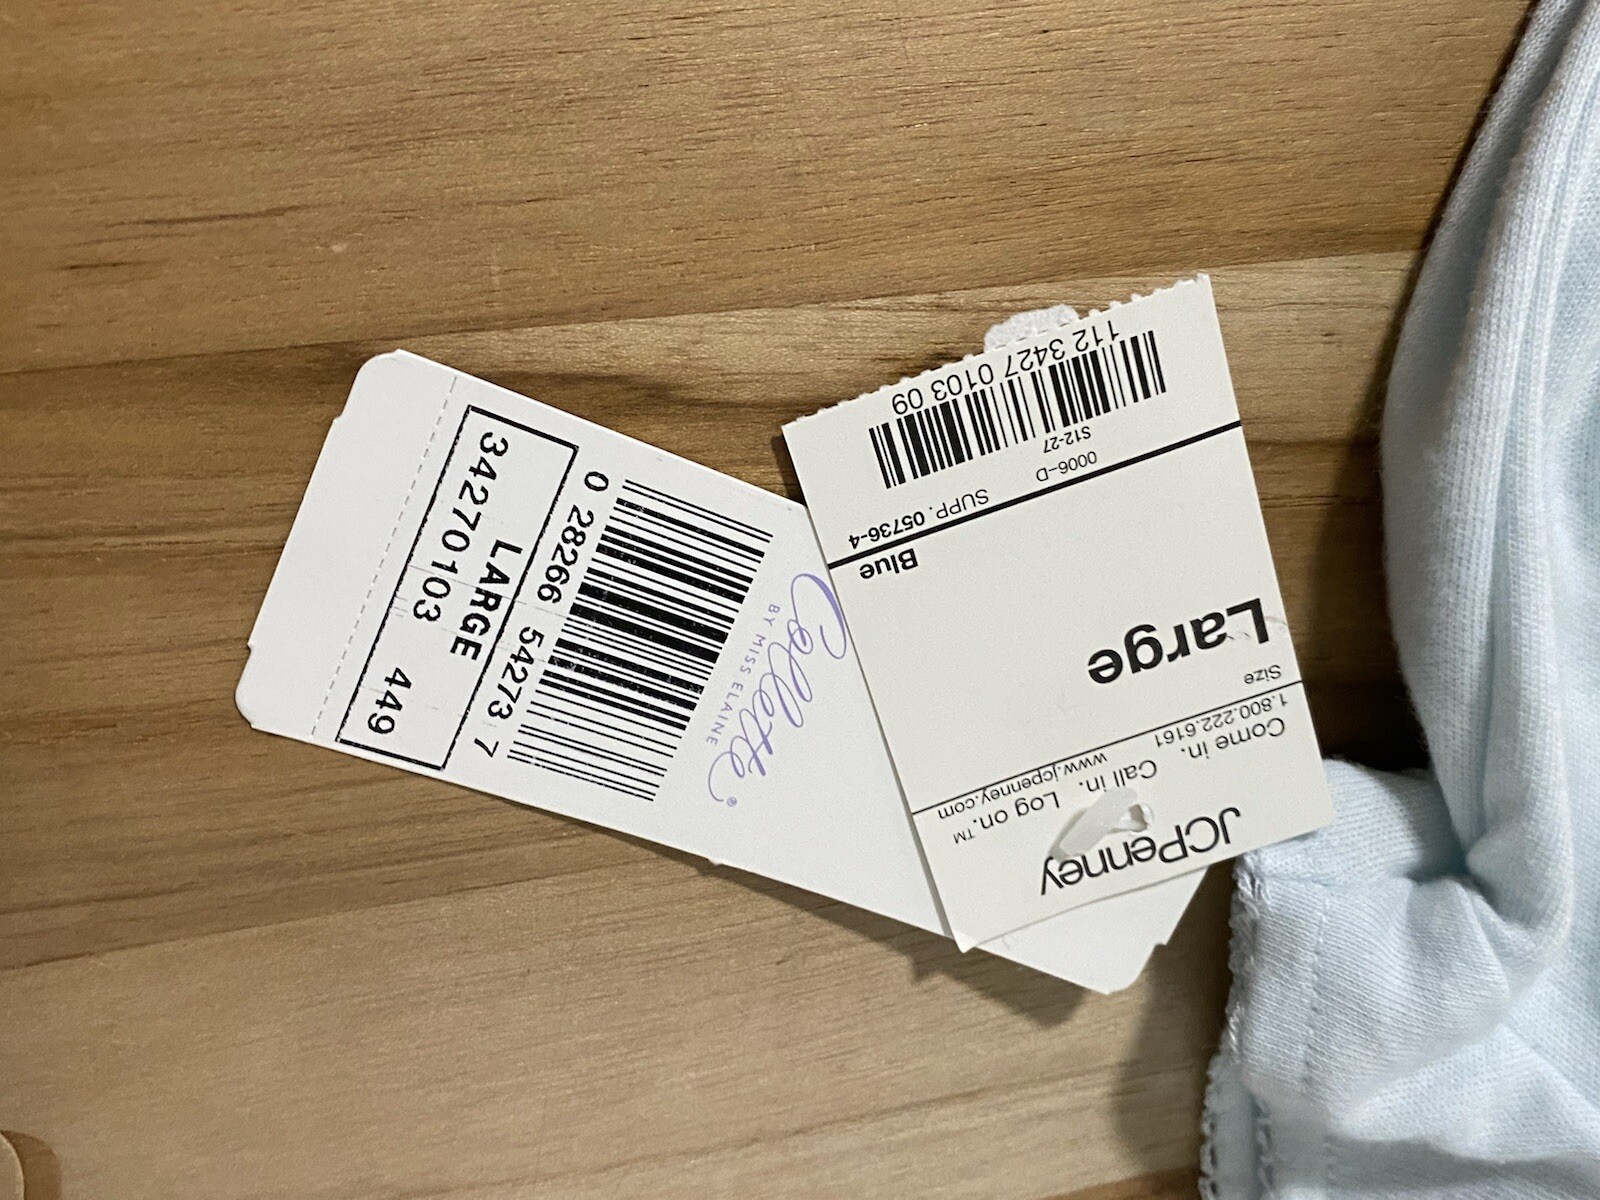 JCPenney
Come in. Call in. Log on.™
1.800.222.6161 www.jcpenney.com
Size
Large
Blue
SUPP. 05736-4
0006-D
S12-27
112 3427 0103 09
Collette®
BY MISS ELAINE
0 28266 54273 7
LARGE
34270103 449